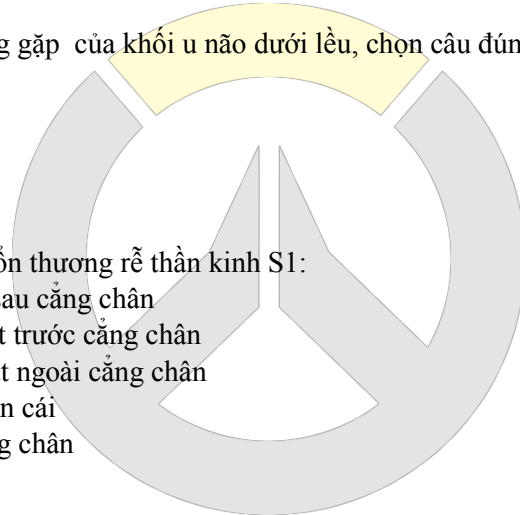 g gặp của khối u não dưới lều, chọn câu đún
ổn thương rễ thần kinh S1:
sau cẳng chân
t trước cẳng chân
t ngoài cẳng chân
n cái
g chân